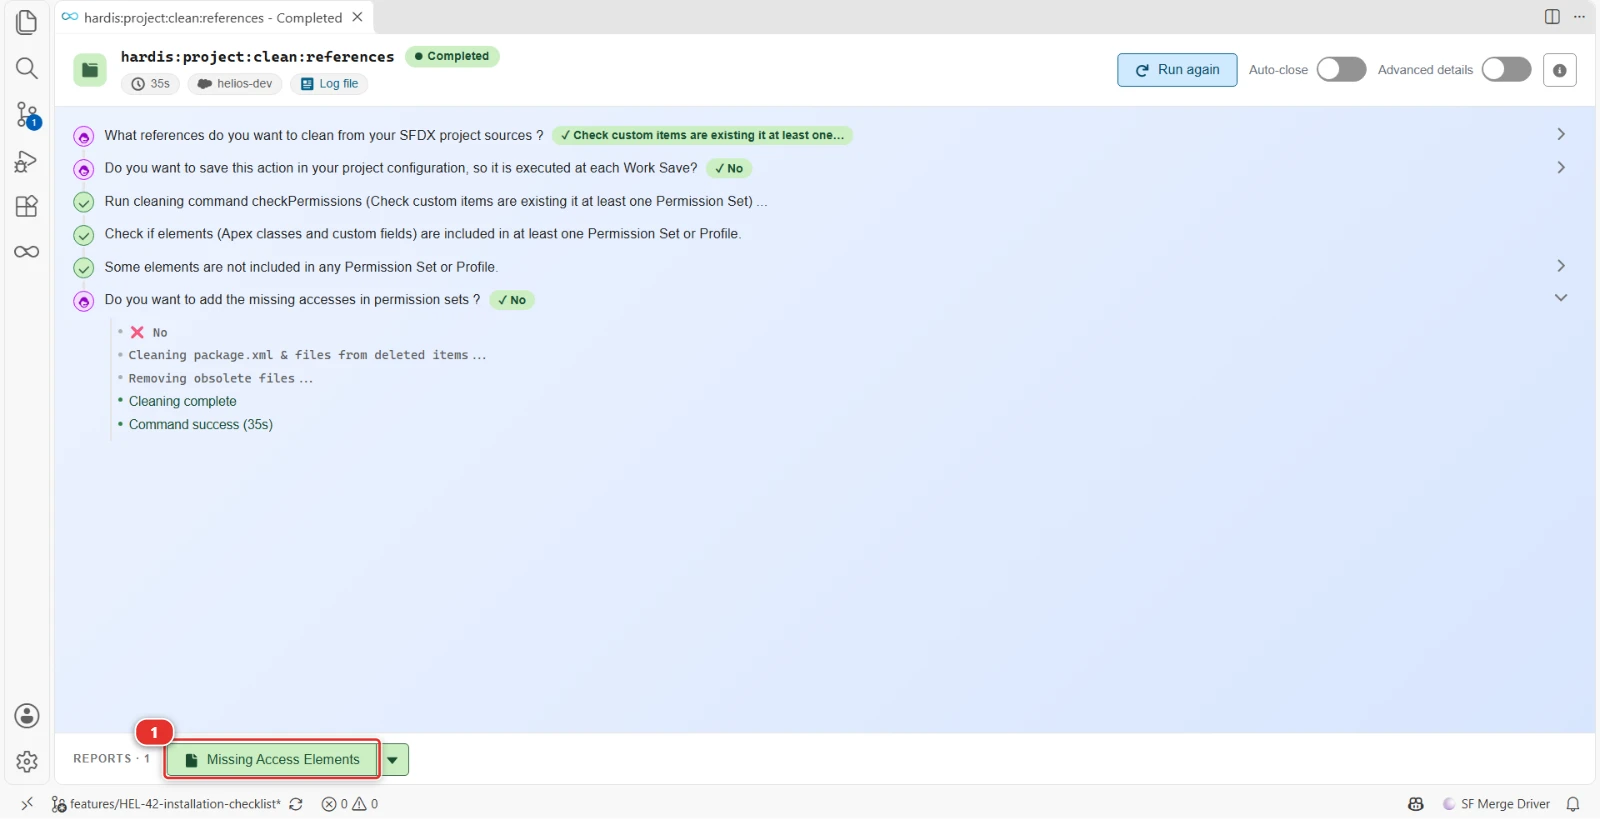 hardis:project:clean:references - Completed
hardis:project:clean:references
Completed
35s
helios-dev
Log file
Run again
Auto-close
Advanced details
1
What references do you want to clean from your SFDX project sources ?
✓ Check custom items are existing it at least one...
Do you want to save this action in your project configuration, so it is executed at each Work Save?
✓ No
Run cleaning command checkPermissions (Check custom items are existing it at least one Permission Set) ...
Check if elements (Apex classes and custom fields) are included in at least one Permission Set or Profile.
Some elements are not included in any Permission Set or Profile.
Do you want to add the missing accesses in permission sets ?
✓ No
❌ No
Cleaning package.xml & files from deleted items...
Removing obsolete files...
Cleaning complete
Command success (35s)
1
REPORTS · 1
Missing Access Elements
features/HEL-42-installation-checklist*
0
0
SF Merge Driver